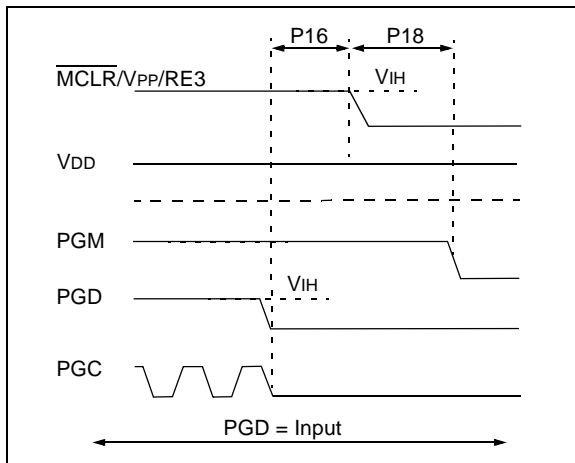 P16 P18
MCLR/VPP/RE3 VIH
VDD
PGM
VIH
PGD
PGC
PGD = Input